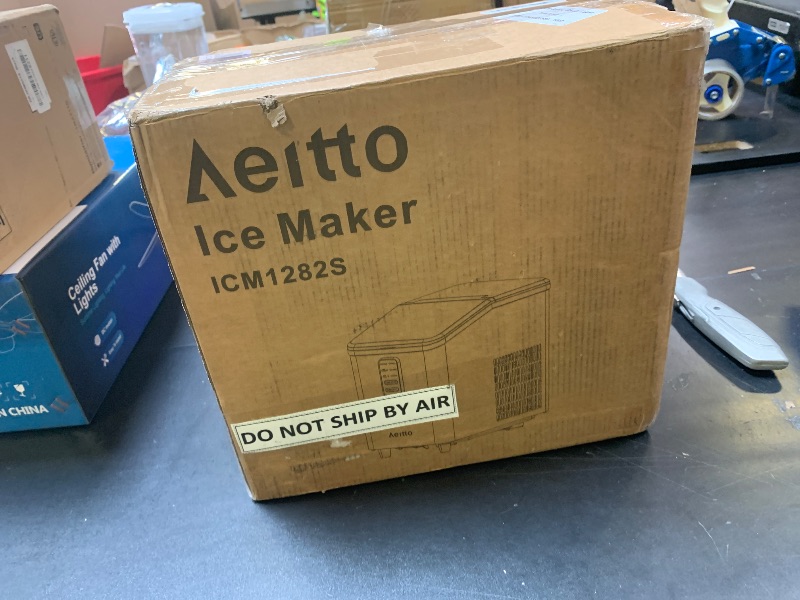 Aeitto
Ice Maker
ICM1282S
DO NOT SHIP BY AIR
Aeitto
Ceiling Fan with
Lights
N CHINA